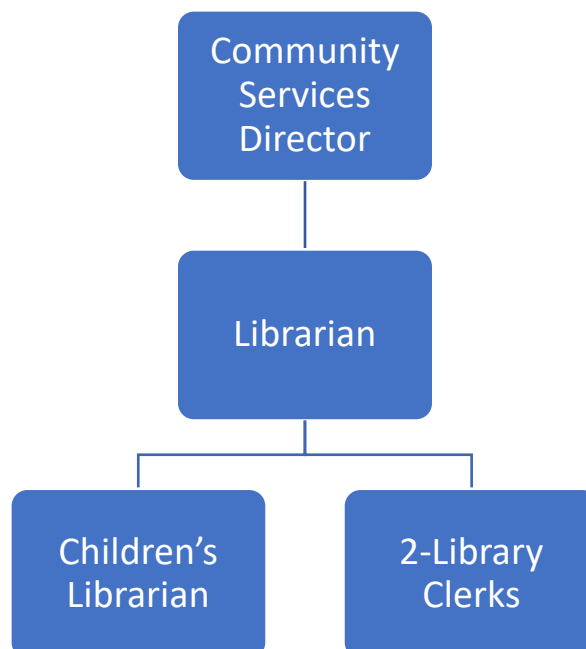 Community
Services
Director
Librarian
Children’s
Librarian
2-Library
Clerks